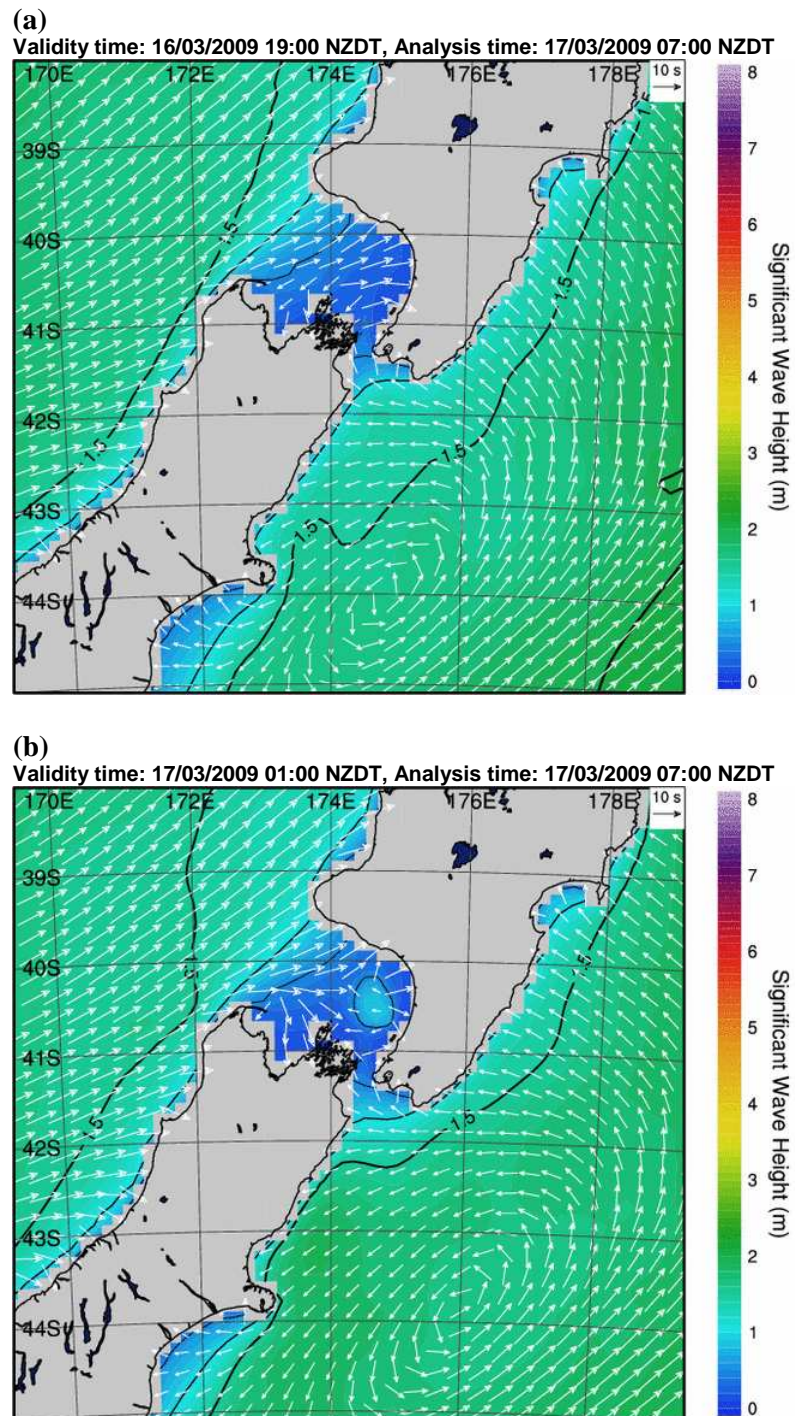 (a)
Validity time: 16/03/2009 19:00 NZDT, Analysis time: 17/03/2009 07:00 NZDT
170E 172E 174E 176E 178E
10 s
39S
40S
41S
42S
43S
44S
1.5
1.5
1.5
1.5
1.5
1.5
8
7
6
5
4
3
2
1
0
Significant Wave Height (m)
(b)
Validity time: 17/03/2009 01:00 NZDT, Analysis time: 17/03/2009 07:00 NZDT
170E 172E 174E 176E 178E
10 s
39S
40S
41S
42S
43S
44S
1.5
1.5
1.5
1.5
8
7
6
5
4
3
2
1
0
Significant Wave Height (m)